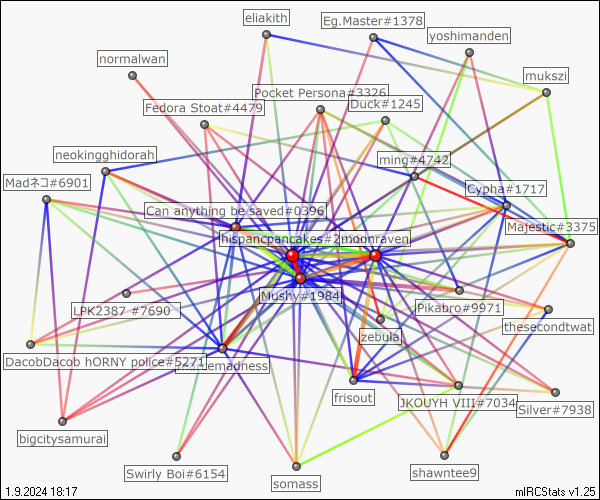 eliakith
Eg.Master#1378
yoshimanden
normalwan
mukszi
Pocket Persona#3326
Fedora Stoat#4479
Duck#1245
neokingghidorah
ming#4742
Madネコ#6901
Cypha#1717
Can anything be saved#0396
Majestic#3375
hispancpancakes#2
moonraven
Mushy#1984
LPK2387 #7690
Pikabro#9971
thesecondtwat
zebula
DacobDacob hORNY police#5271
madness
frisout
JKOUYH VIII#7034
Silver#7938
bigcitysamurai
Swirly Boi#6154
somass
shawntee9
1.9.2024 18:17
mIRCStats v1.25